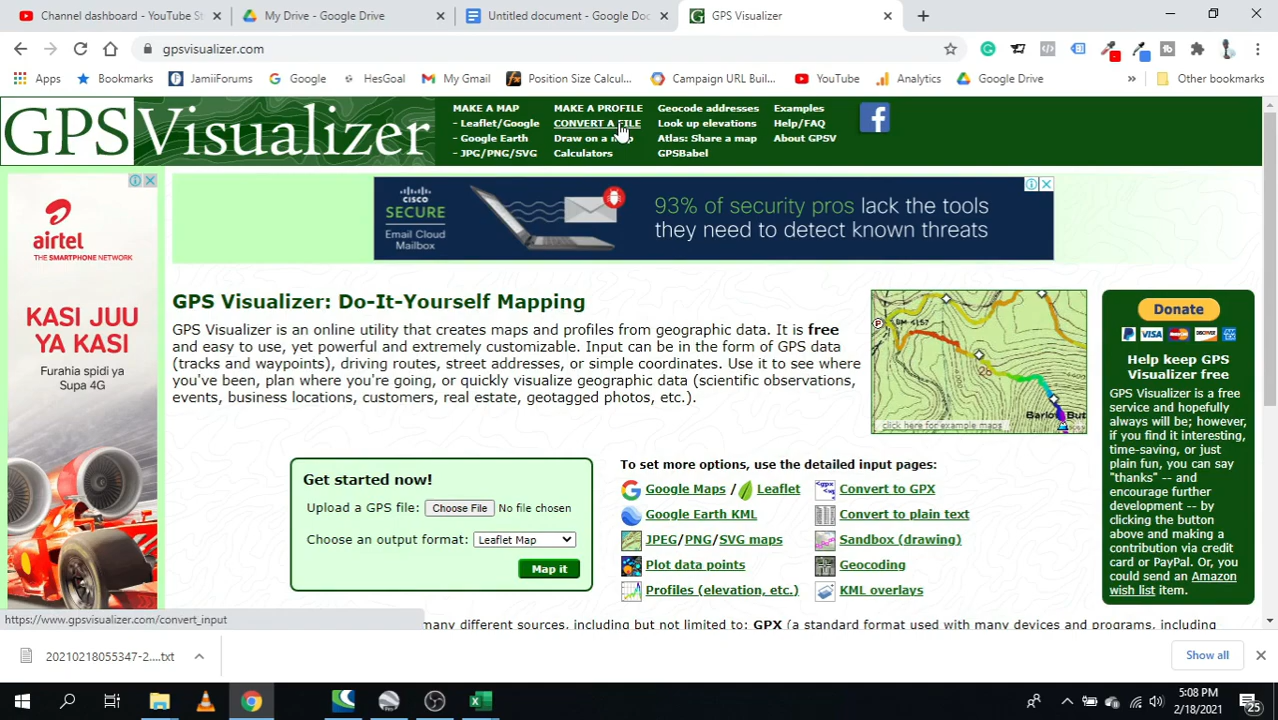 Channel dashboard - YouTube St
My Drive - Google Drive
Untitled document - Google Doc
GPS Visualizer
gpsvisualizer.com
Apps
Bookmarks
JamiiForums
Google
HesGoal
My Gmail
Position Size Calcul...
Campaign URL Buil...
YouTube
Analytics
Google Drive
»
Other bookmarks
GPSVisualizer
MAKE A MAP
- Leaflet/Google
- Google Earth
- JPG/PNG/SVG
MAKE A PROFILE
CONVERT A FILE
Draw on a map
Calculators
Geocode addresses
Look up elevations
Atlas: Share a map
GPSBabel
Examples
Help/FAQ
About GPSV
airtel
THE SMARTPHONE NETWORK
KASI JUU
YA KASI
Furahia spidi ya
Supa 4G
CISCO
SECURE
Email Cloud
Mailbox
93% of security pros lack the tools
they need to detect known threats
GPS Visualizer: Do-It-Yourself Mapping
GPS Visualizer is an online utility that creates maps and profiles from geographic data. It is free
and easy to use, yet powerful and extremely customizable. Input can be in the form of GPS data
(tracks and waypoints), driving routes, street addresses, or simple coordinates. Use it to see where
you've been, plan where you're going, or quickly visualize geographic data (scientific observations,
events, business locations, customers, real estate, geotagged photos, etc.).
P
BM 4157
click here for example maps
Donate
VISA
Help keep GPS
Visualizer free
GPS Visualizer is a free
service and hopefully
always will be; however,
if you find it interesting,
time-saving, or just
plain fun, you can say
"thanks" -- and
encourage further
development -- by
clicking the button
above and making a
contribution via credit
card or PayPal. Or, you
could send an Amazon
wish list item.
Get started now!
Upload a GPS file: Choose File No file chosen
Choose an output format: Leaflet Map
Map it
To set more options, use the detailed input pages:
Google Maps / Leaflet
Google Earth KML
JPEG/PNG/SVG maps
Plot data points
Profiles (elevation, etc.)
Convert to GPX
Convert to plain text
Sandbox (drawing)
Geocoding
KML overlays
many different sources, including but not limited to: GPX (a standard format used with many devices and programs, including
https://www.gpsvisualizer.com/convert_input
20210218055347-2....txt
Show all
5:08 PM
2/18/2021
25